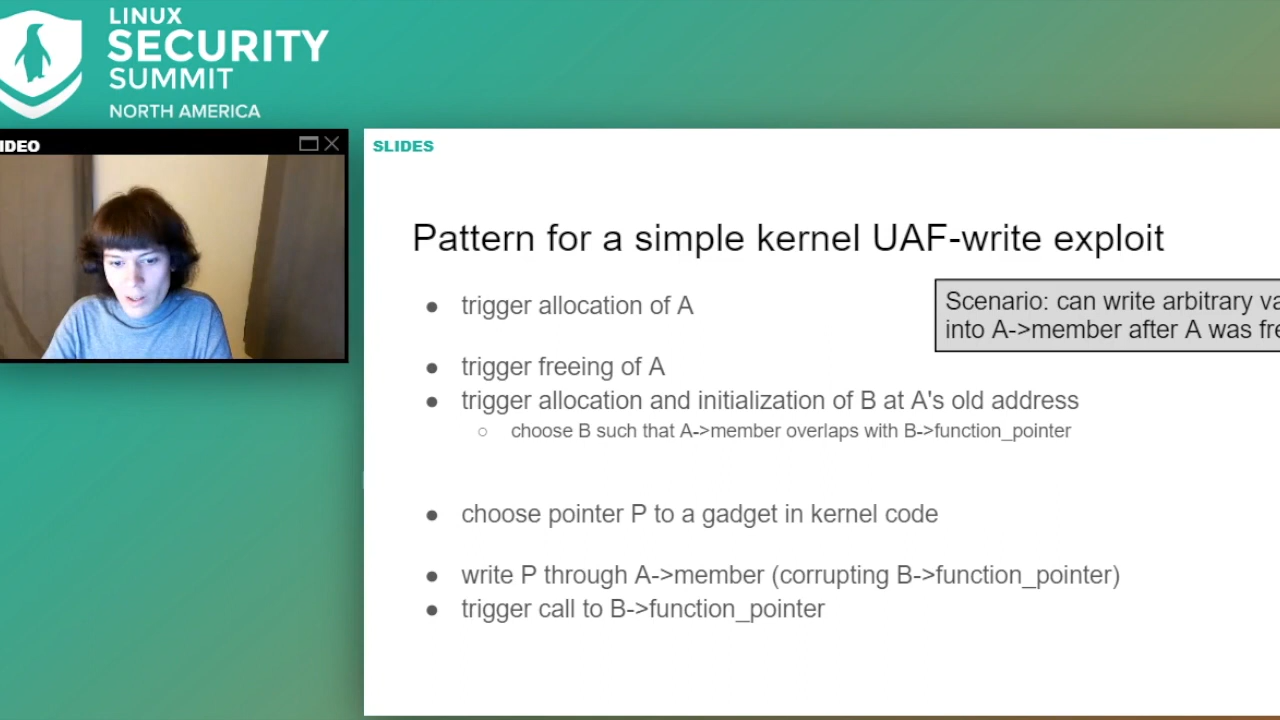 LINUX
SECURITY
SUMMIT
NORTH AMERICA
IDEO
SLIDES
Pattern for a simple kernel UAF-write exploit
Scenario: can write arbitrary
into A->member after A was
● trigger allocation of A
● trigger freeing of A
● trigger allocation and initialization of B at A's old address
○ choose B such that A->member overlaps with B->function_pointer
● choose pointer P to a gadget in kernel code
● write P through A->member (corrupting B->function_pointer)
● trigger call to B->function_pointer